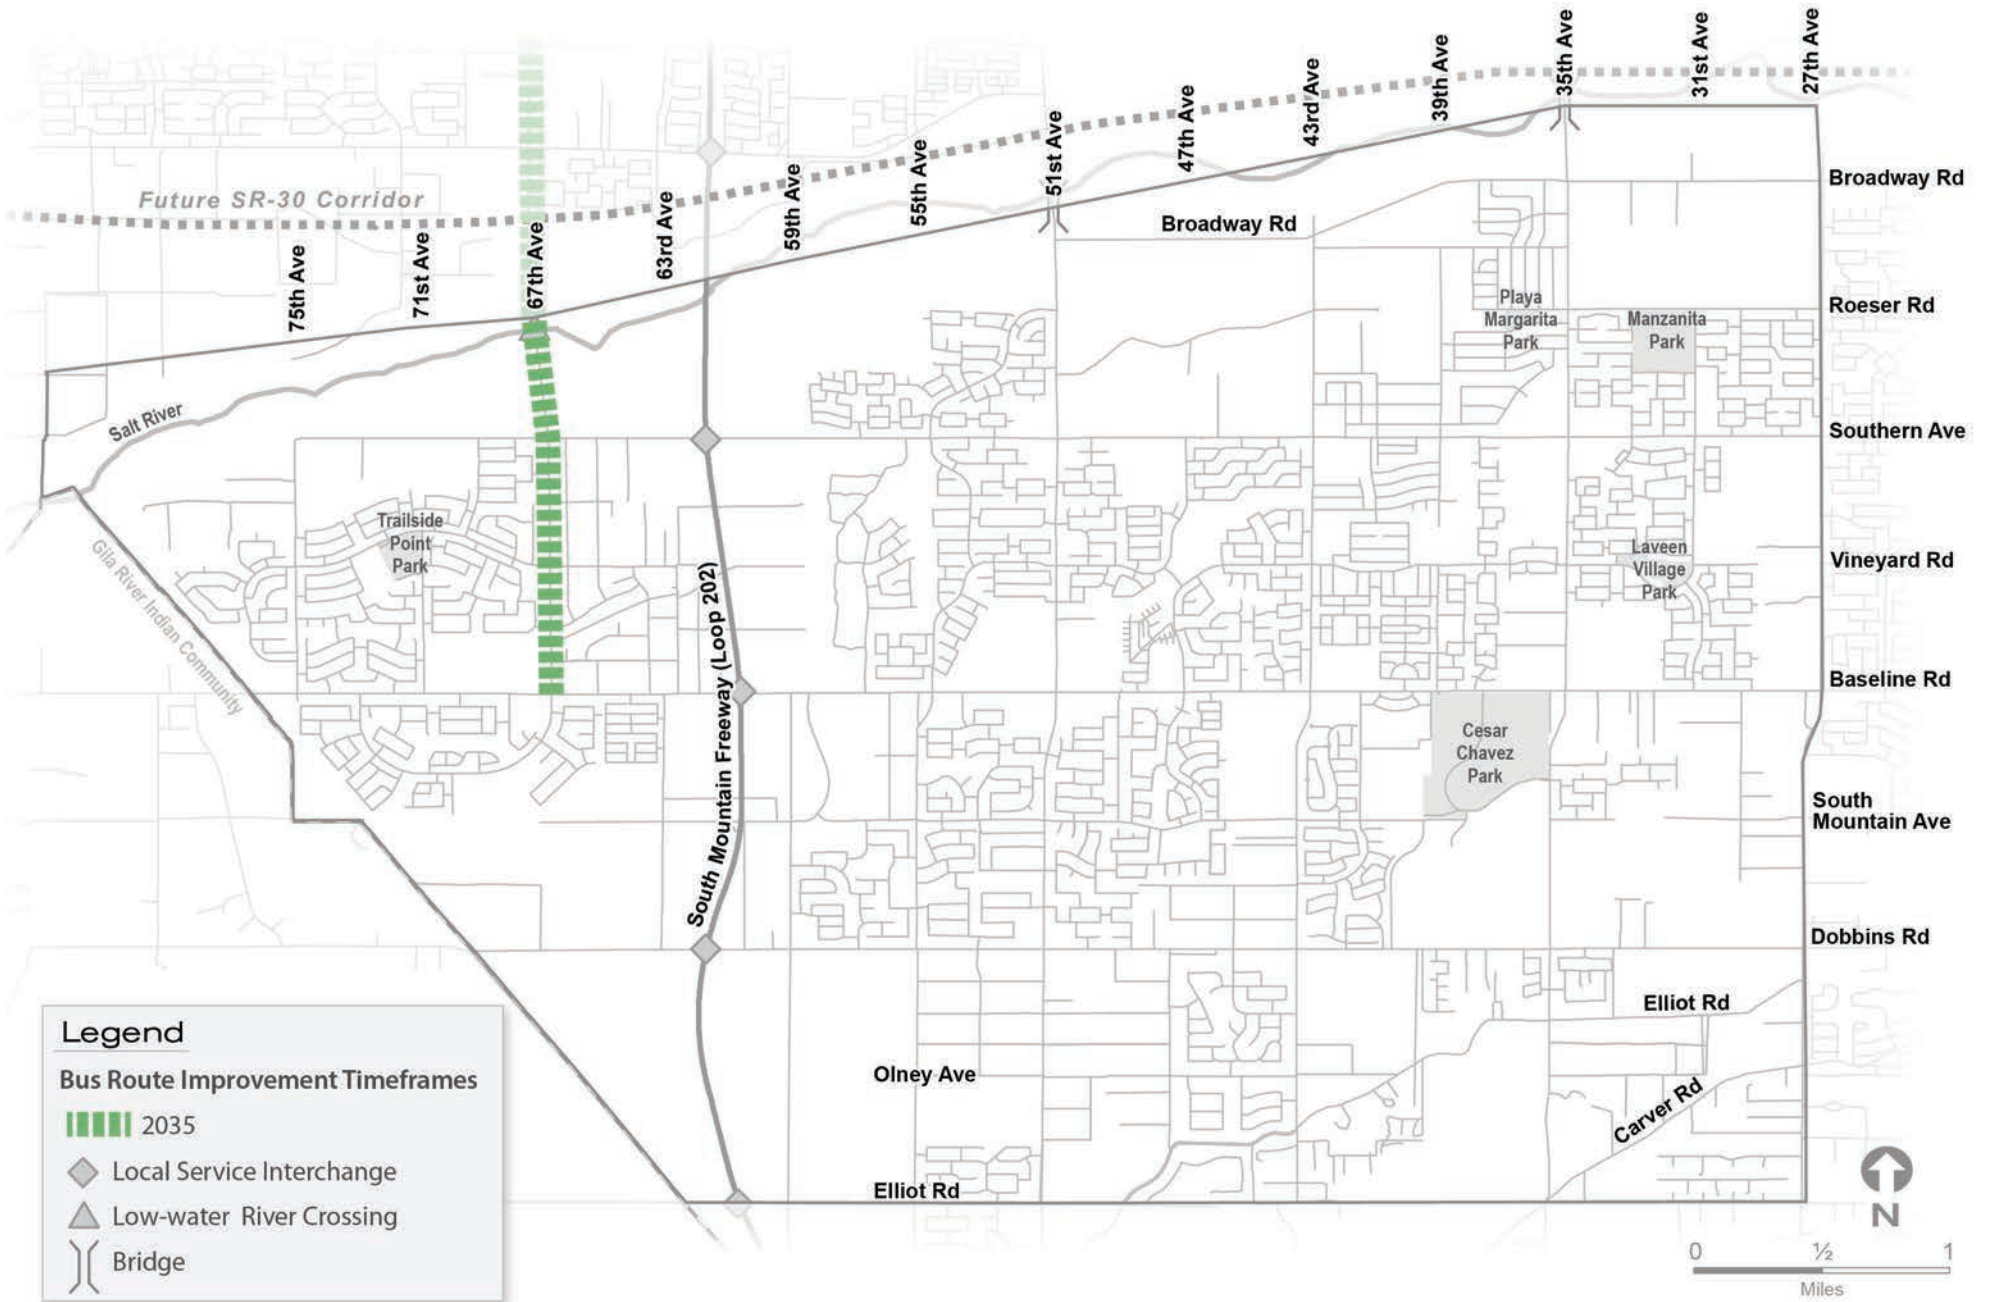 35th Ave
31st Ave
27th Ave
39th Ave
43rd Ave
47th Ave
51st Ave
55th Ave
59th Ave
63rd Ave
67th Ave
71st Ave
75th Ave
Future SR-30 Corridor
Broadway Rd
Broadway Rd
Roeser Rd
Playa
Margarita
Park
Manzanita
Park
Salt River
Southern Ave
Trailside
Point
Park
Gila River Indian Community
South Mountain Freeway (Loop 202)
Laveen
Village
Park
Vineyard Rd
Baseline Rd
Cesar
Chavez
Park
South
Mountain Ave
Dobbins Rd
Elliot Rd
Olney Ave
Carver Rd
Elliot Rd
Legend
Bus Route Improvement Timeframes
2035
Local Service Interchange
Low-water River Crossing
Bridge
N
0 ½ 1
Miles